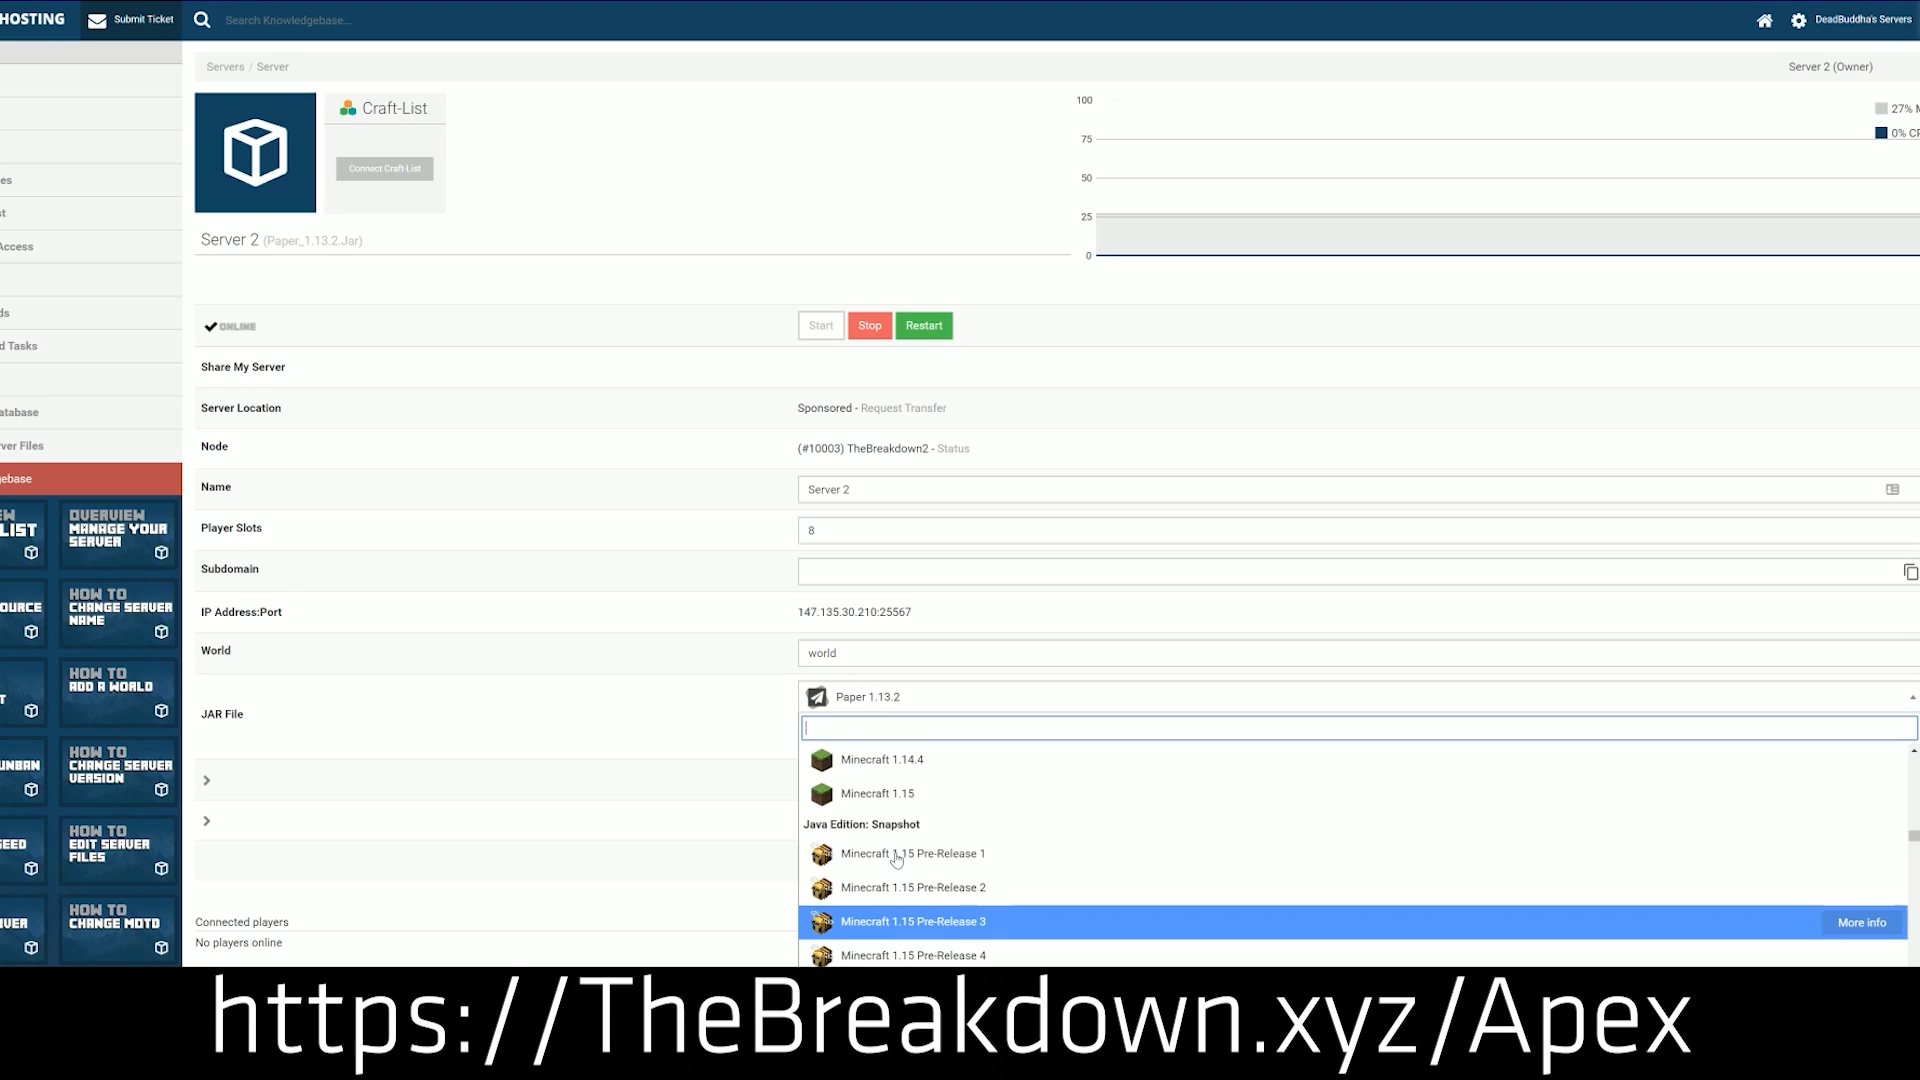 HOSTING
Submit Ticket
Search Knowledgebase...
DeadBuddha's Servers
Servers / Server
Server 2 (Owner)
Craft-List
Connect Craft-List
100
75
50
25
0
27% M
0% CP
Server 2 (Paper_1.13.2.Jar)
es
st
Access
ds
d Tasks
atabase
ver Files
gebase
ONLINE
Start
Stop
Restart
Share My Server
Server Location
Sponsored - Request Transfer
Node
(#10003) TheBreakdown2 - Status
Name
Server 2
Player Slots
8
Subdomain
IP Address:Port
147.135.30.210:25567
World
world
JAR File
Paper 1.13.2
Minecraft 1.14.4
Minecraft 1.15
Java Edition: Snapshot
Minecraft 1.15 Pre-Release 1
Minecraft 1.15 Pre-Release 2
Minecraft 1.15 Pre-Release 3
More info
Minecraft 1.15 Pre-Release 4
EW
LIST
OVERVIEW
MANAGE YOUR
SERVER
OURCE
HOW TO
CHANGE SERVER
NAME
T
HOW TO
ADD A WORLD
UNBAN
HOW TO
CHANGE SERVER
VERSION
SEED
HOW TO
EDIT SERVER
FILES
VER
HOW TO
CHANGE MOTD
Connected players
No players online
https://TheBreakdown.xyz/Apex